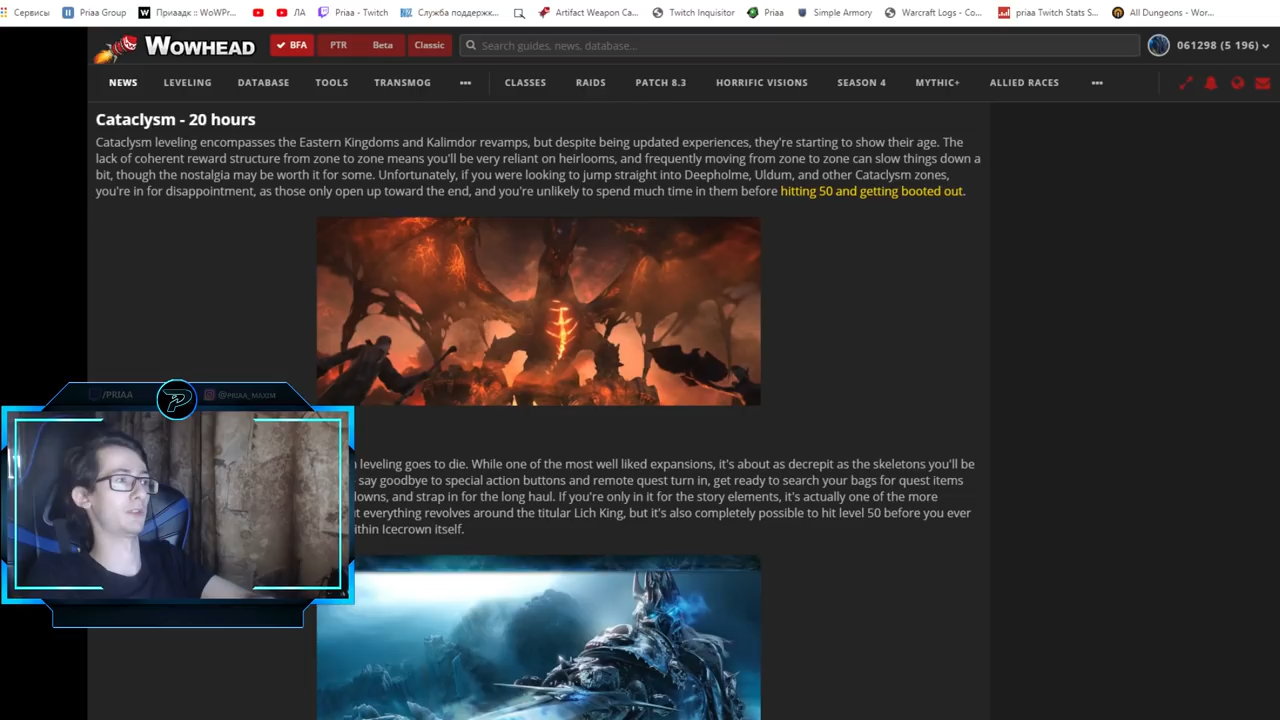 Сервисы Priaa Group Приаадк :: WoWPr... ЛА Priaa - Twitch Служба поддержк... Artifact Weapon Ca... Twitch Inquisitor Priaa Simple Armory Warcraft Logs - Co... priaa Twitch Stats S... All Dungeons - Wor...
WOWHEAD BFA PTR Beta Classic Search guides, news, database... 061298 (5 196)
NEWS LEVELING DATABASE TOOLS TRANSMOG ••• CLASSES RAIDS PATCH 8.3 HORRIFIC VISIONS SEASON 4 MYTHIC+ ALLIED RACES •••
Cataclysm - 20 hours
Cataclysm leveling encompasses the Eastern Kingdoms and Kalimdor revamps, but despite being updated experiences, they're starting to show their age. The
lack of coherent reward structure from zone to zone means you'll be very reliant on heirlooms, and frequently moving from zone to zone can slow things down a
bit, though the nostalgia may be worth it for some. Unfortunately, if you were looking to jump straight into Deepholme, Uldum, and other Cataclysm zones,
you're in for disappointment, as those only open up toward the end, and you're unlikely to spend much time in them before hitting 50 and getting booted out.
/PRIAA @PRIAA_MAXIM
leveling goes to die. While one of the most well liked expansions, it's about as decrepit as the skeletons you'll be
say goodbye to special action buttons and remote quest turn in, get ready to search your bags for quest items
, and strap in for the long haul. If you're only in it for the story elements, it's actually one of the more
everything revolves around the titular Lich King, but it's also completely possible to hit level 50 before you ever
Icecrown itself.